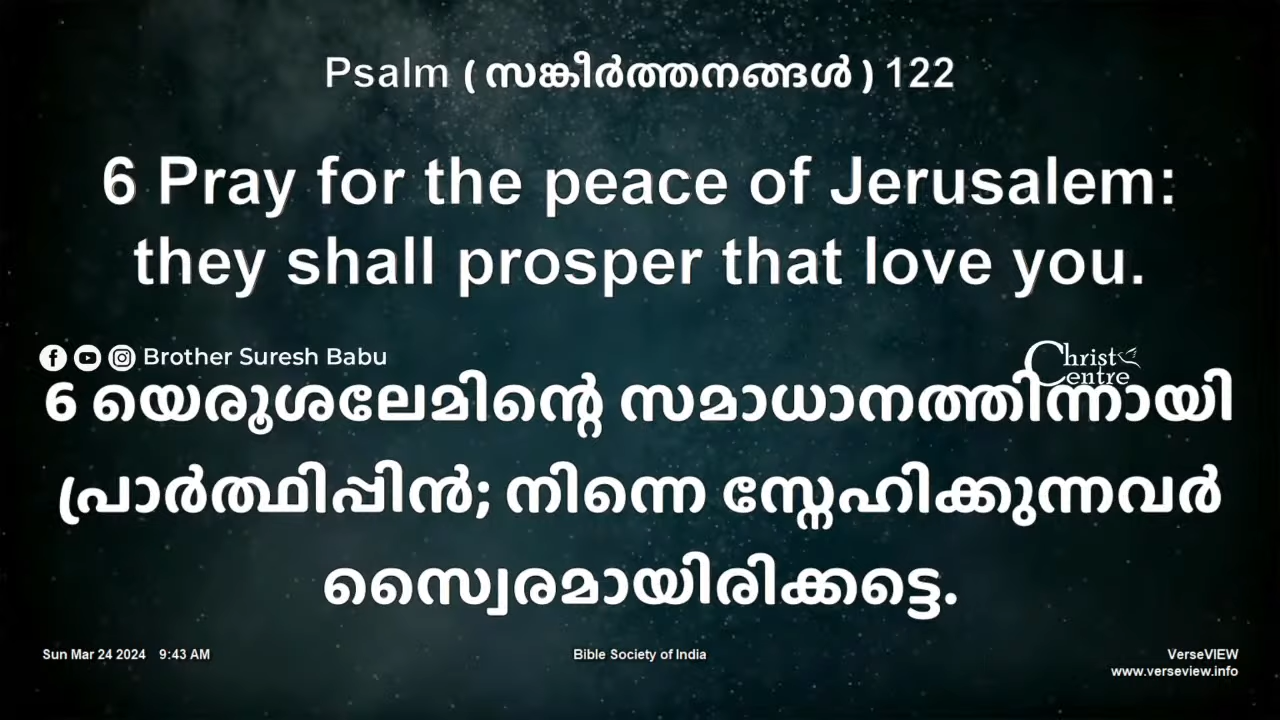 Psalm ( സങ്കീർത്തനങ്ങൾ ) 122
6 Pray for the peace of Jerusalem:
they shall prosper that love you.
Brother Suresh Babu
Christ
Centre
6 യെരൂശലേമിന്റെ സമാധാനത്തിന്നായി
പ്രാർത്ഥിപ്പിൻ; നിന്നെ സ്നേഹിക്കുന്നവർ
സ്വൈരമായിരിക്കട്ടെ.
Sun Mar 24 2024 9:43 AM
Bible Society of India
VerseVIEW
www.verseview.info